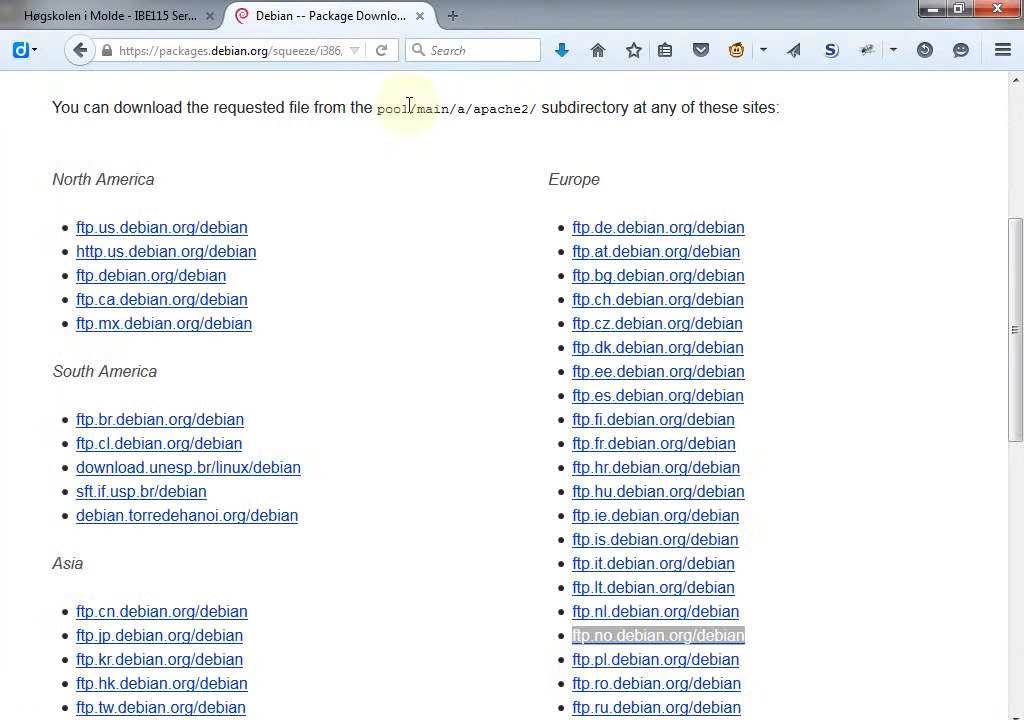 Høgskolen i Molde - IBE115 Ser...
Debian -- Package Downlo...
https://packages.debian.org/squeeze/i386,
Search
You can download the requested file from the pool/main/a/apache2/ subdirectory at any of these sites:
North America
ftp.us.debian.org/debian
http.us.debian.org/debian
ftp.debian.org/debian
ftp.ca.debian.org/debian
ftp.mx.debian.org/debian
South America
ftp.br.debian.org/debian
ftp.cl.debian.org/debian
download.unesp.br/linux/debian
sft.if.usp.br/debian
debian.torredehanoi.org/debian
Asia
ftp.cn.debian.org/debian
ftp.jp.debian.org/debian
ftp.kr.debian.org/debian
ftp.hk.debian.org/debian
ftp.tw.debian.org/debian
Europe
ftp.de.debian.org/debian
ftp.at.debian.org/debian
ftp.bg.debian.org/debian
ftp.ch.debian.org/debian
ftp.cz.debian.org/debian
ftp.dk.debian.org/debian
ftp.ee.debian.org/debian
ftp.es.debian.org/debian
ftp.fi.debian.org/debian
ftp.fr.debian.org/debian
ftp.hr.debian.org/debian
ftp.hu.debian.org/debian
ftp.ie.debian.org/debian
ftp.is.debian.org/debian
ftp.it.debian.org/debian
ftp.lt.debian.org/debian
ftp.nl.debian.org/debian
ftp.no.debian.org/debian
ftp.pl.debian.org/debian
ftp.ro.debian.org/debian
ftp.ru.debian.org/debian